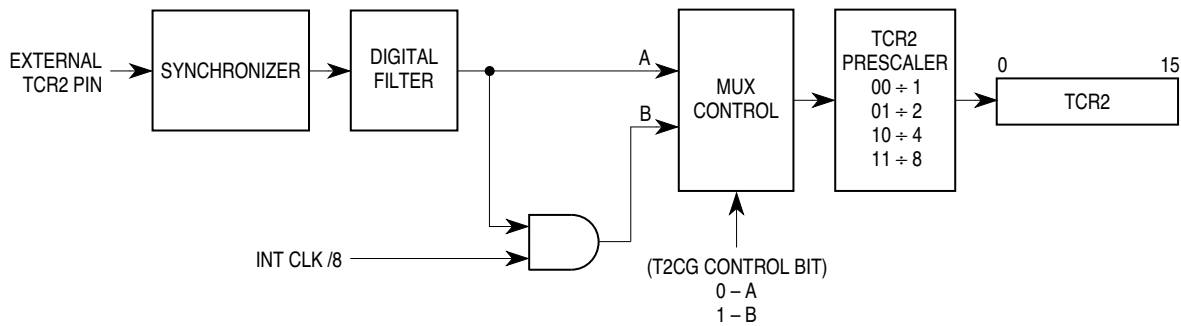 EXTERNAL
TCR2 PIN
SYNCHRONIZER
DIGITAL
FILTER
A
B
MUX
CONTROL
TCR2
PRESCALER
00 ÷ 1
01 ÷ 2
10 ÷ 4
11 ÷ 8
0 15
TCR2
INT CLK /8
(T2CG CONTROL BIT)
0 – A
1 – B